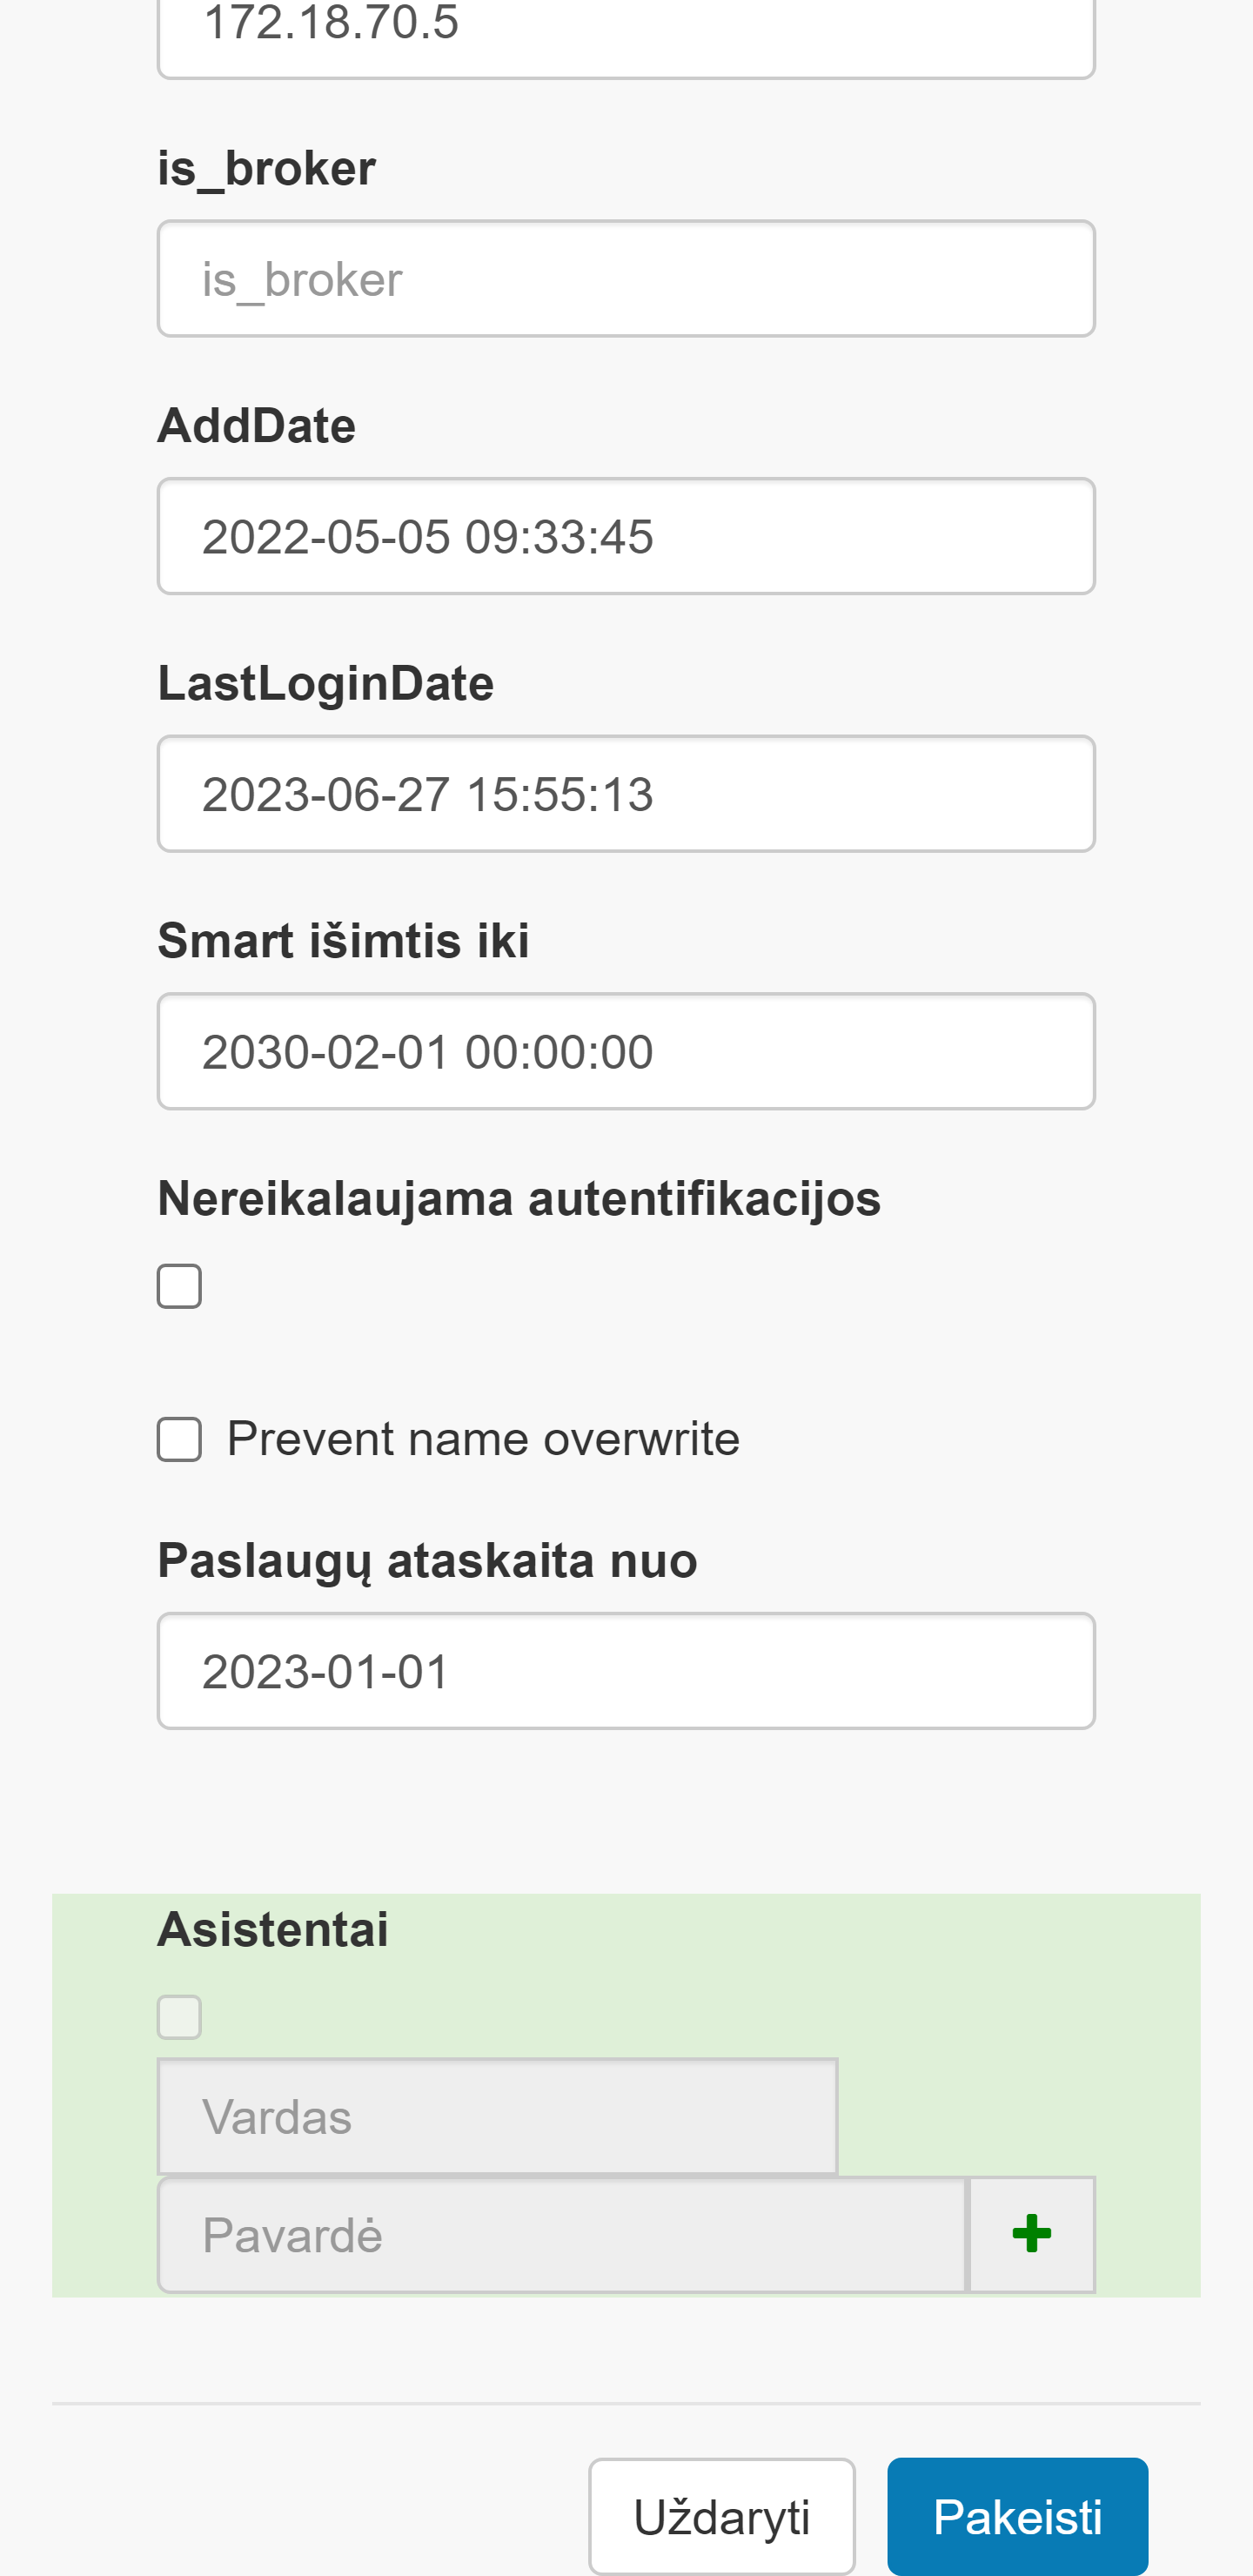 172.18.70.5
is_broker
is_broker
AddDate
2022-05-05 09:33:45
LastLoginDate
2023-06-27 15:55:13
Smart išimtis iki
2030-02-01 00:00:00
Nereikalaujama autentifikacijos
Prevent name overwrite
Paslaugų ataskaita nuo
2023-01-01
Asistentai
Vardas
Pavardė
Uždaryti Pakeisti